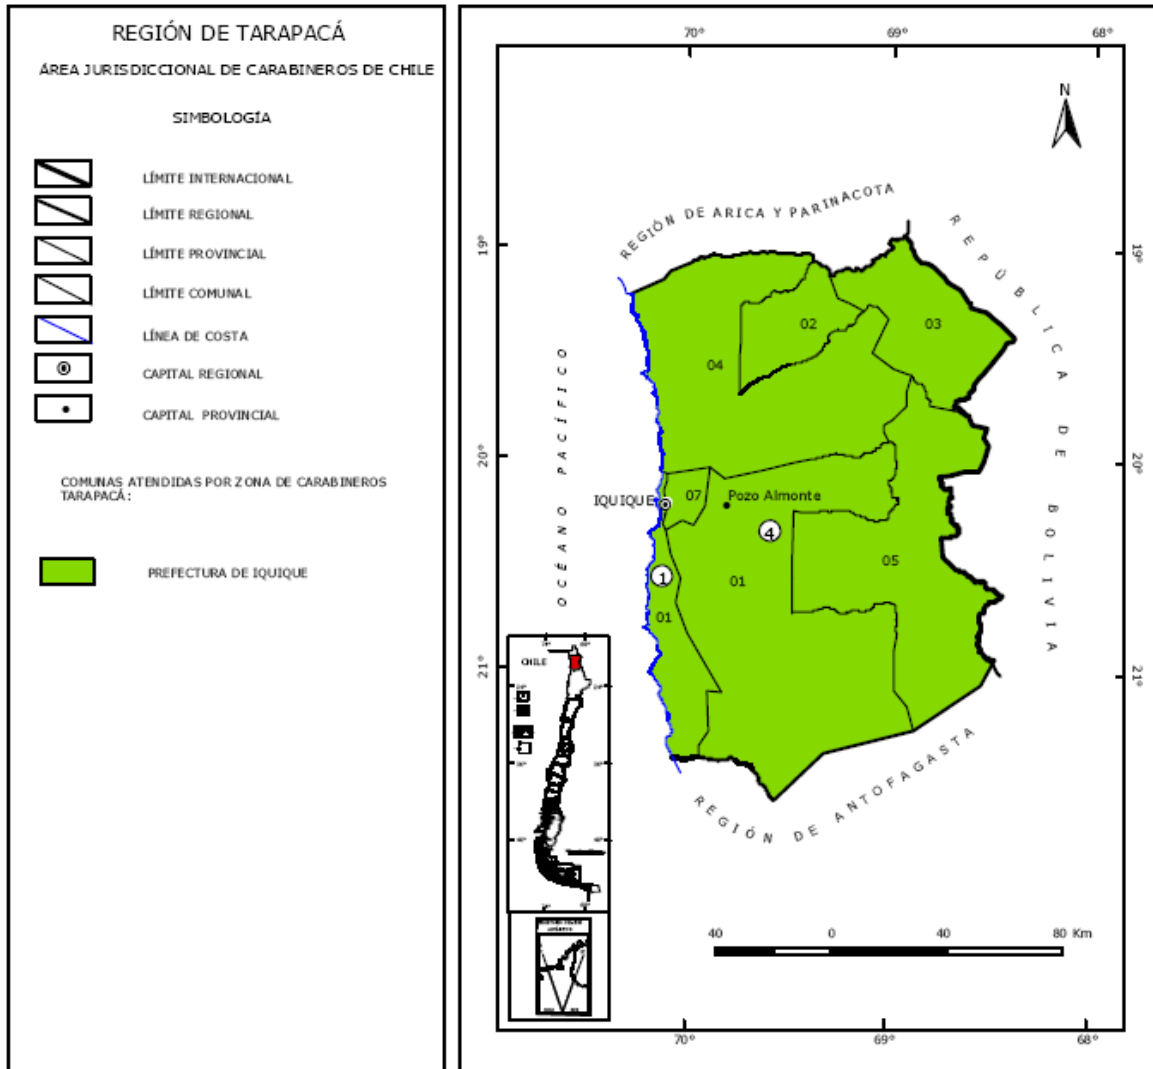 REGIÓN DE TARAPACÁ
ÁREA JURISDICCIONAL DE CARABINEROS DE CHILE
SIMBOLOGÍA
LÍMITE INTERNACIONAL
LÍMITE REGIONAL
LÍMITE PROVINCIAL
LÍMITE COMUNAL
LÍNEA DE COSTA
CAPITAL REGIONAL
CAPITAL PROVINCIAL
COMUNAS ATENDIDAS POR ZONA DE CARABINEROS
TARAPACÁ:
PREFECTURA DE IQUIQUE
70°
69°
68°
N
REGIÓN DE ARICA Y PARINACOTA
REPÚBLICA DE BOLIVIA
19°
19°
02
03
04
OCÉANO PACÍFICO
20°
20°
IQUIQUE
07
Pozo Almonte
4
05
1
01
01
21°
21°
CHILE
REGIÓN DE ANTOFAGASTA
40
0
40
80 Km
70°
69°
68°